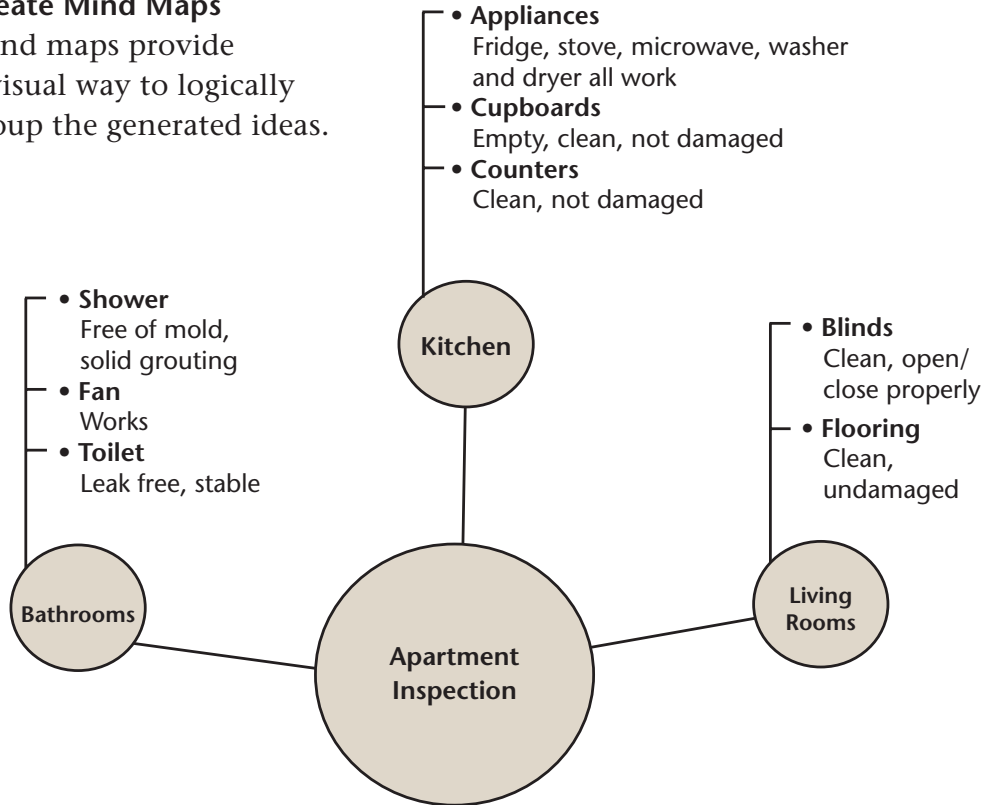 eate Mind Maps
nd maps provide
visual way to logically
oup the generated ideas.
• Appliances
Fridge, stove, microwave, washer
and dryer all work
• Cupboards
Empty, clean, not damaged
• Counters
Clean, not damaged
Kitchen
• Shower
Free of mold,
solid grouting
• Fan
Works
• Toilet
Leak free, stable
Bathrooms
• Blinds
Clean, open/
close properly
• Flooring
Clean,
undamaged
Living
Rooms
Apartment
Inspection